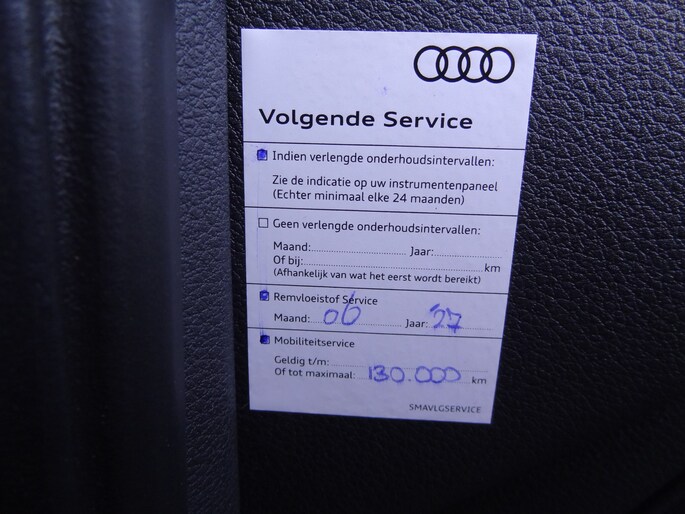 Volgende Service
Indien verlengde onderhoudsintervallen:
Zie de indicatie op uw instrumentenpaneel
(Echter minimaal elke 24 maanden)
Geen verlengde onderhoudsintervallen:
Maand: Jaar:
Of bij: km
(Afhankelijk van wat het eerst wordt bereikt)
Remvloeistof Service
Maand: 06 Jaar: '27
Mobiliteitservice
Geldig t/m:
Of tot maximaal: 130.000 km
SMAVLGSERVICE